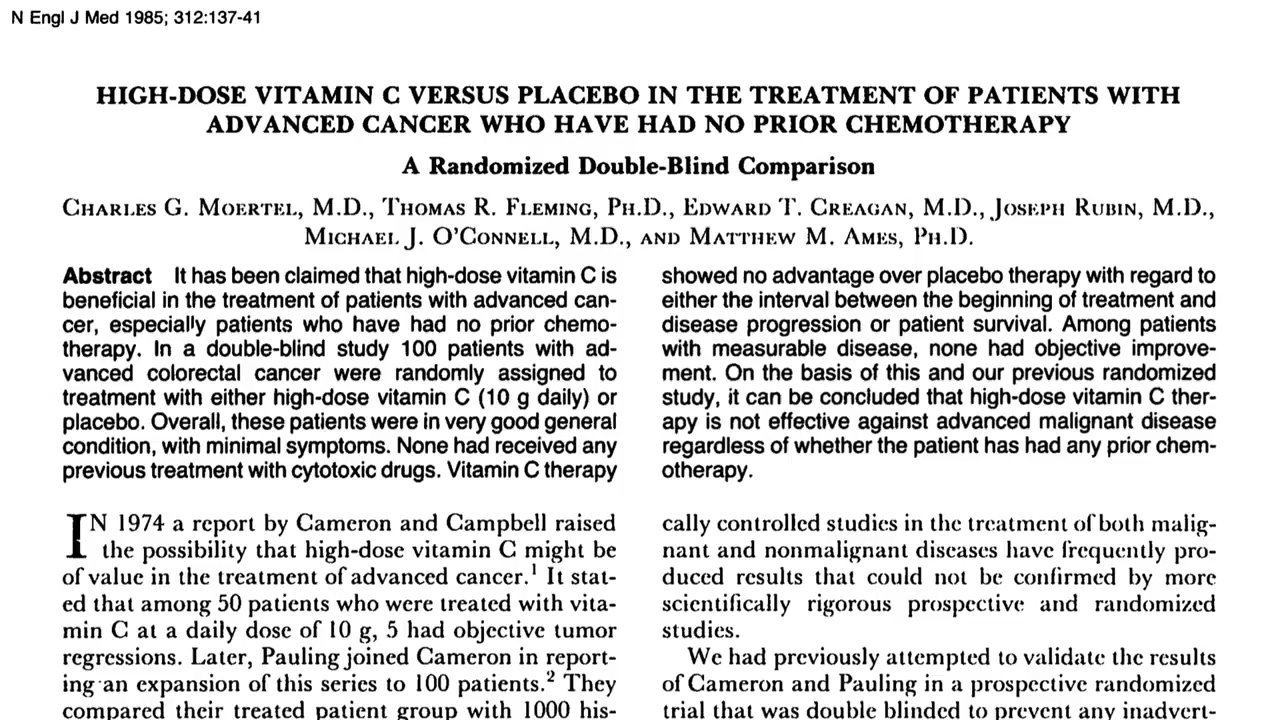 N Engl J Med 1985; 312:137-41
HIGH-DOSE VITAMIN C VERSUS PLACEBO IN THE TREATMENT OF PATIENTS WITH
ADVANCED CANCER WHO HAVE HAD NO PRIOR CHEMOTHERAPY
A Randomized Double-Blind Comparison
CHARLES G. MOERTEL, M.D., THOMAS R. FLEMING, PH.D., EDWARD T. CREAGAN, M.D., JOSEPH RUBIN, M.D.,
MICHAEL J. O'CONNELL, M.D., AND MATTHEW M. AMES, PH.D.
Abstract It has been claimed that high-dose vitamin C is
beneficial in the treatment of patients with advanced can-
cer, especially patients who have had no prior chemo-
therapy. In a double-blind study 100 patients with ad-
vanced colorectal cancer were randomly assigned to
treatment with either high-dose vitamin C (10 g daily) or
placebo. Overall, these patients were in very good general
condition, with minimal symptoms. None had received any
previous treatment with cytotoxic drugs. Vitamin C therapy
showed no advantage over placebo therapy with regard to
either the interval between the beginning of treatment and
disease progression or patient survival. Among patients
with measurable disease, none had objective improve-
ment. On the basis of this and our previous randomized
study, it can be concluded that high-dose vitamin C ther-
apy is not effective against advanced malignant disease
regardless of whether the patient has had any prior chem-
otherapy.
IN 1974 a report by Cameron and Campbell raised
the possibility that high-dose vitamin C might be
of value in the treatment of advanced cancer.¹ It stat-
ed that among 50 patients who were treated with vita-
min C at a daily dose of 10 g, 5 had objective tumor
regressions. Later, Pauling joined Cameron in report-
ing an expansion of this series to 100 patients.² They
compared their treated patient group with 1000 his-
cally controlled studies in the treatment of both malig-
nant and nonmalignant diseases have frequently pro-
duced results that could not be confirmed by more
scientifically rigorous prospective and randomized
studies.
We had previously attempted to validate the results
of Cameron and Pauling in a prospective randomized
trial that was double blinded to prevent any inadvert-